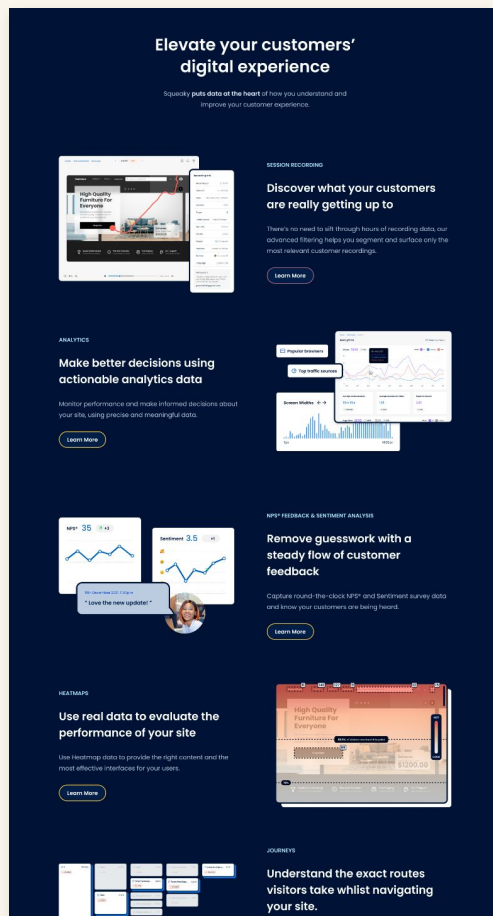 Elevate your customers'
digital experience
Squeaky puts data at the heart of how you understand and
improve your customer experience.
High Quality
Furniture For
Everyone
SESSION RECORDING
Discover what your customers
are really getting up to
There's no need to sift through hours of recording data, our
advanced filtering helps you segment and surface only the
most relevant customer recordings.
Learn More
ANALYTICS
Make better decisions using
actionable analytics data
Monitor performance and make informed decisions about
your site, using precise and meaningful data.
Learn More
Popular browsers
Top traffic sources
Screen Widths
NPS® 35
Sentiment 3.5
" Love the new update! "
NPS® FEEDBACK & SENTIMENT ANALYSIS
Remove guesswork with a
steady flow of customer
feedback
Capture round-the-clock NPS® and Sentiment survey data
and know your customers are being heard.
Learn More
HEATMAPS
Use real data to evaluate the
performance of your site
Use Heatmap data to provide the right content and the
most effective interfaces for your users.
Learn More
High Quality
Furniture For
Everyone
$1200.00
JOURNEYS
Understand the exact routes
visitors take whlist navigating
your site.